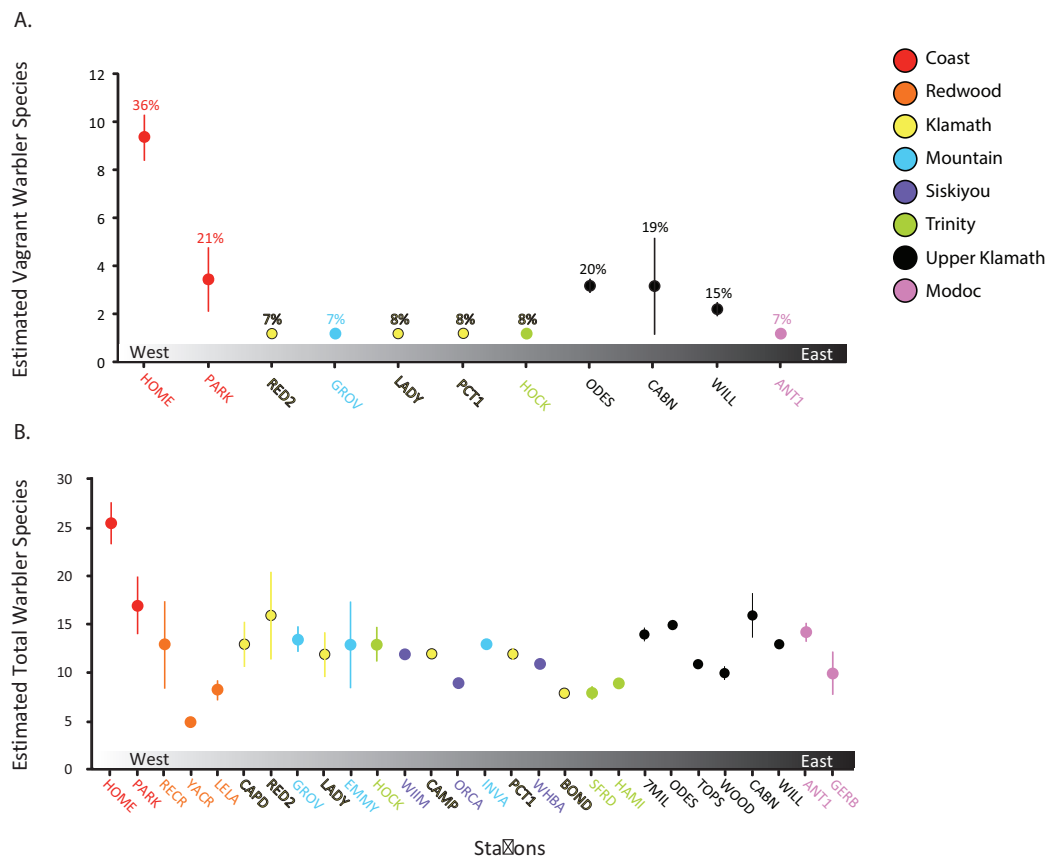 A.
Estimated Vagrant Warbler Species
12
10
8
6
4
2
0
36%
21%
7%
7%
8%
8%
8%
20%
19%
15%
7%
West
East
HOME
PARK
RED2
GROV
LADY
PCT1
HOCK
ODES
CABN
WILL
ANT1
Coast
Redwood
Klamath
Mountain
Siskiyou
Trinity
Upper Klamath
Modoc
B.
Estimated Total Warbler Species
30
25
20
15
10
5
0
West
East
HOME
PARK
RECR
YACR
LELA
CAPD
RED2
GROV
LADY
EMMY
HOCK
WIIM
CAMP
ORCA
INVA
PCT1
WHBA
BOND
SFRD
HAMI
7MIL
ODES
TOPS
WOOD
CABN
WILL
ANT1
GERB